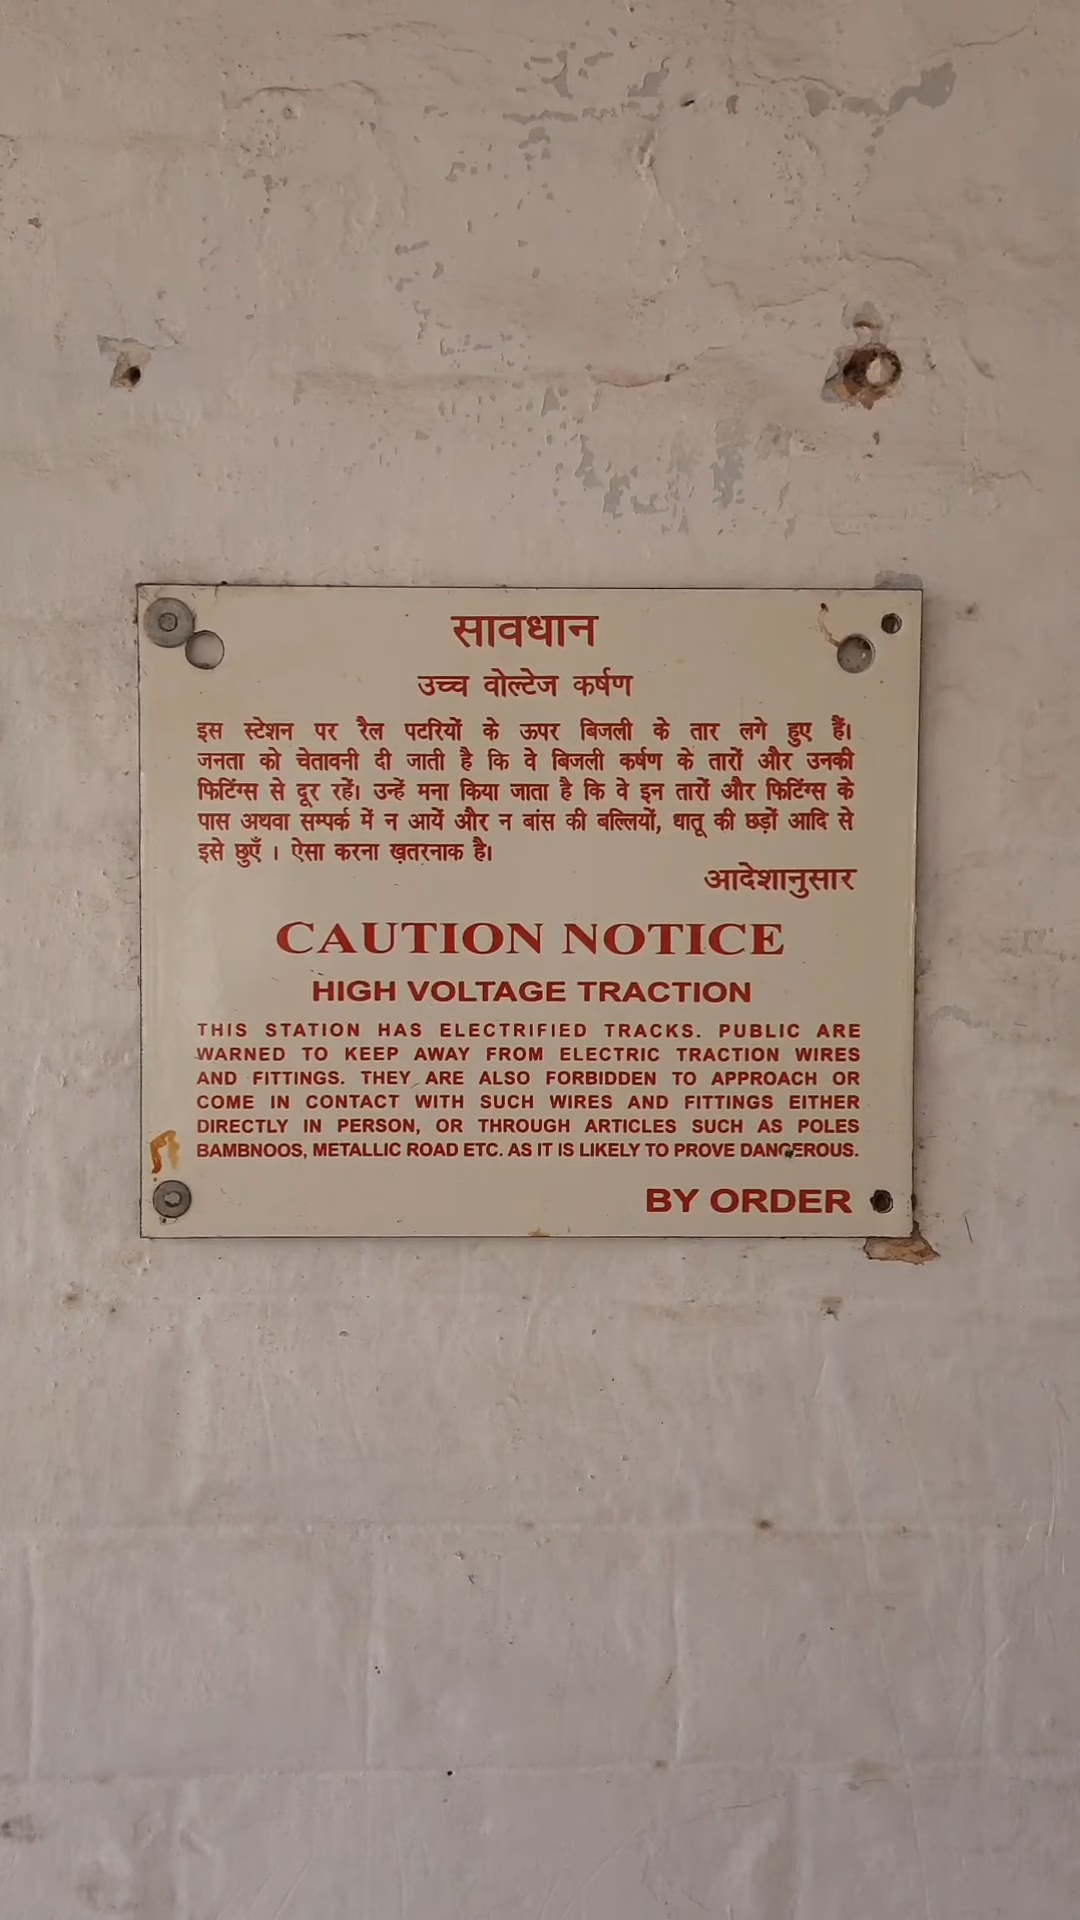 सावधान
उच्च वोल्टेज कर्षण
इस स्टेशन पर रैल पटरियों के ऊपर बिजली के तार लगे हुए हैं।
जनता को चेतावनी दी जाती है कि वे बिजली कर्षण के तारों और उनकी
फिटिंग्स से दूर रहें। उन्हें मना किया जाता है कि वे इन तारों और फिटिंग्स के
पास अथवा सम्पर्क में न आयें और न बांस की बल्लियों, धातू की छड़ों आदि से
इसे छुएँ । ऐसा करना ख़तरनाक है।
आदेशानुसार
CAUTION NOTICE
HIGH VOLTAGE TRACTION
THIS STATION HAS ELECTRIFIED TRACKS. PUBLIC ARE
WARNED TO KEEP AWAY FROM ELECTRIC TRACTION WIRES
AND FITTINGS. THEY ARE ALSO FORBIDDEN TO APPROACH OR
COME IN CONTACT WITH SUCH WIRES AND FITTINGS EITHER
DIRECTLY IN PERSON, OR THROUGH ARTICLES SUCH AS POLES
BAMBNOOS, METALLIC ROAD ETC. AS IT IS LIKELY TO PROVE DANGEROUS.
BY ORDER